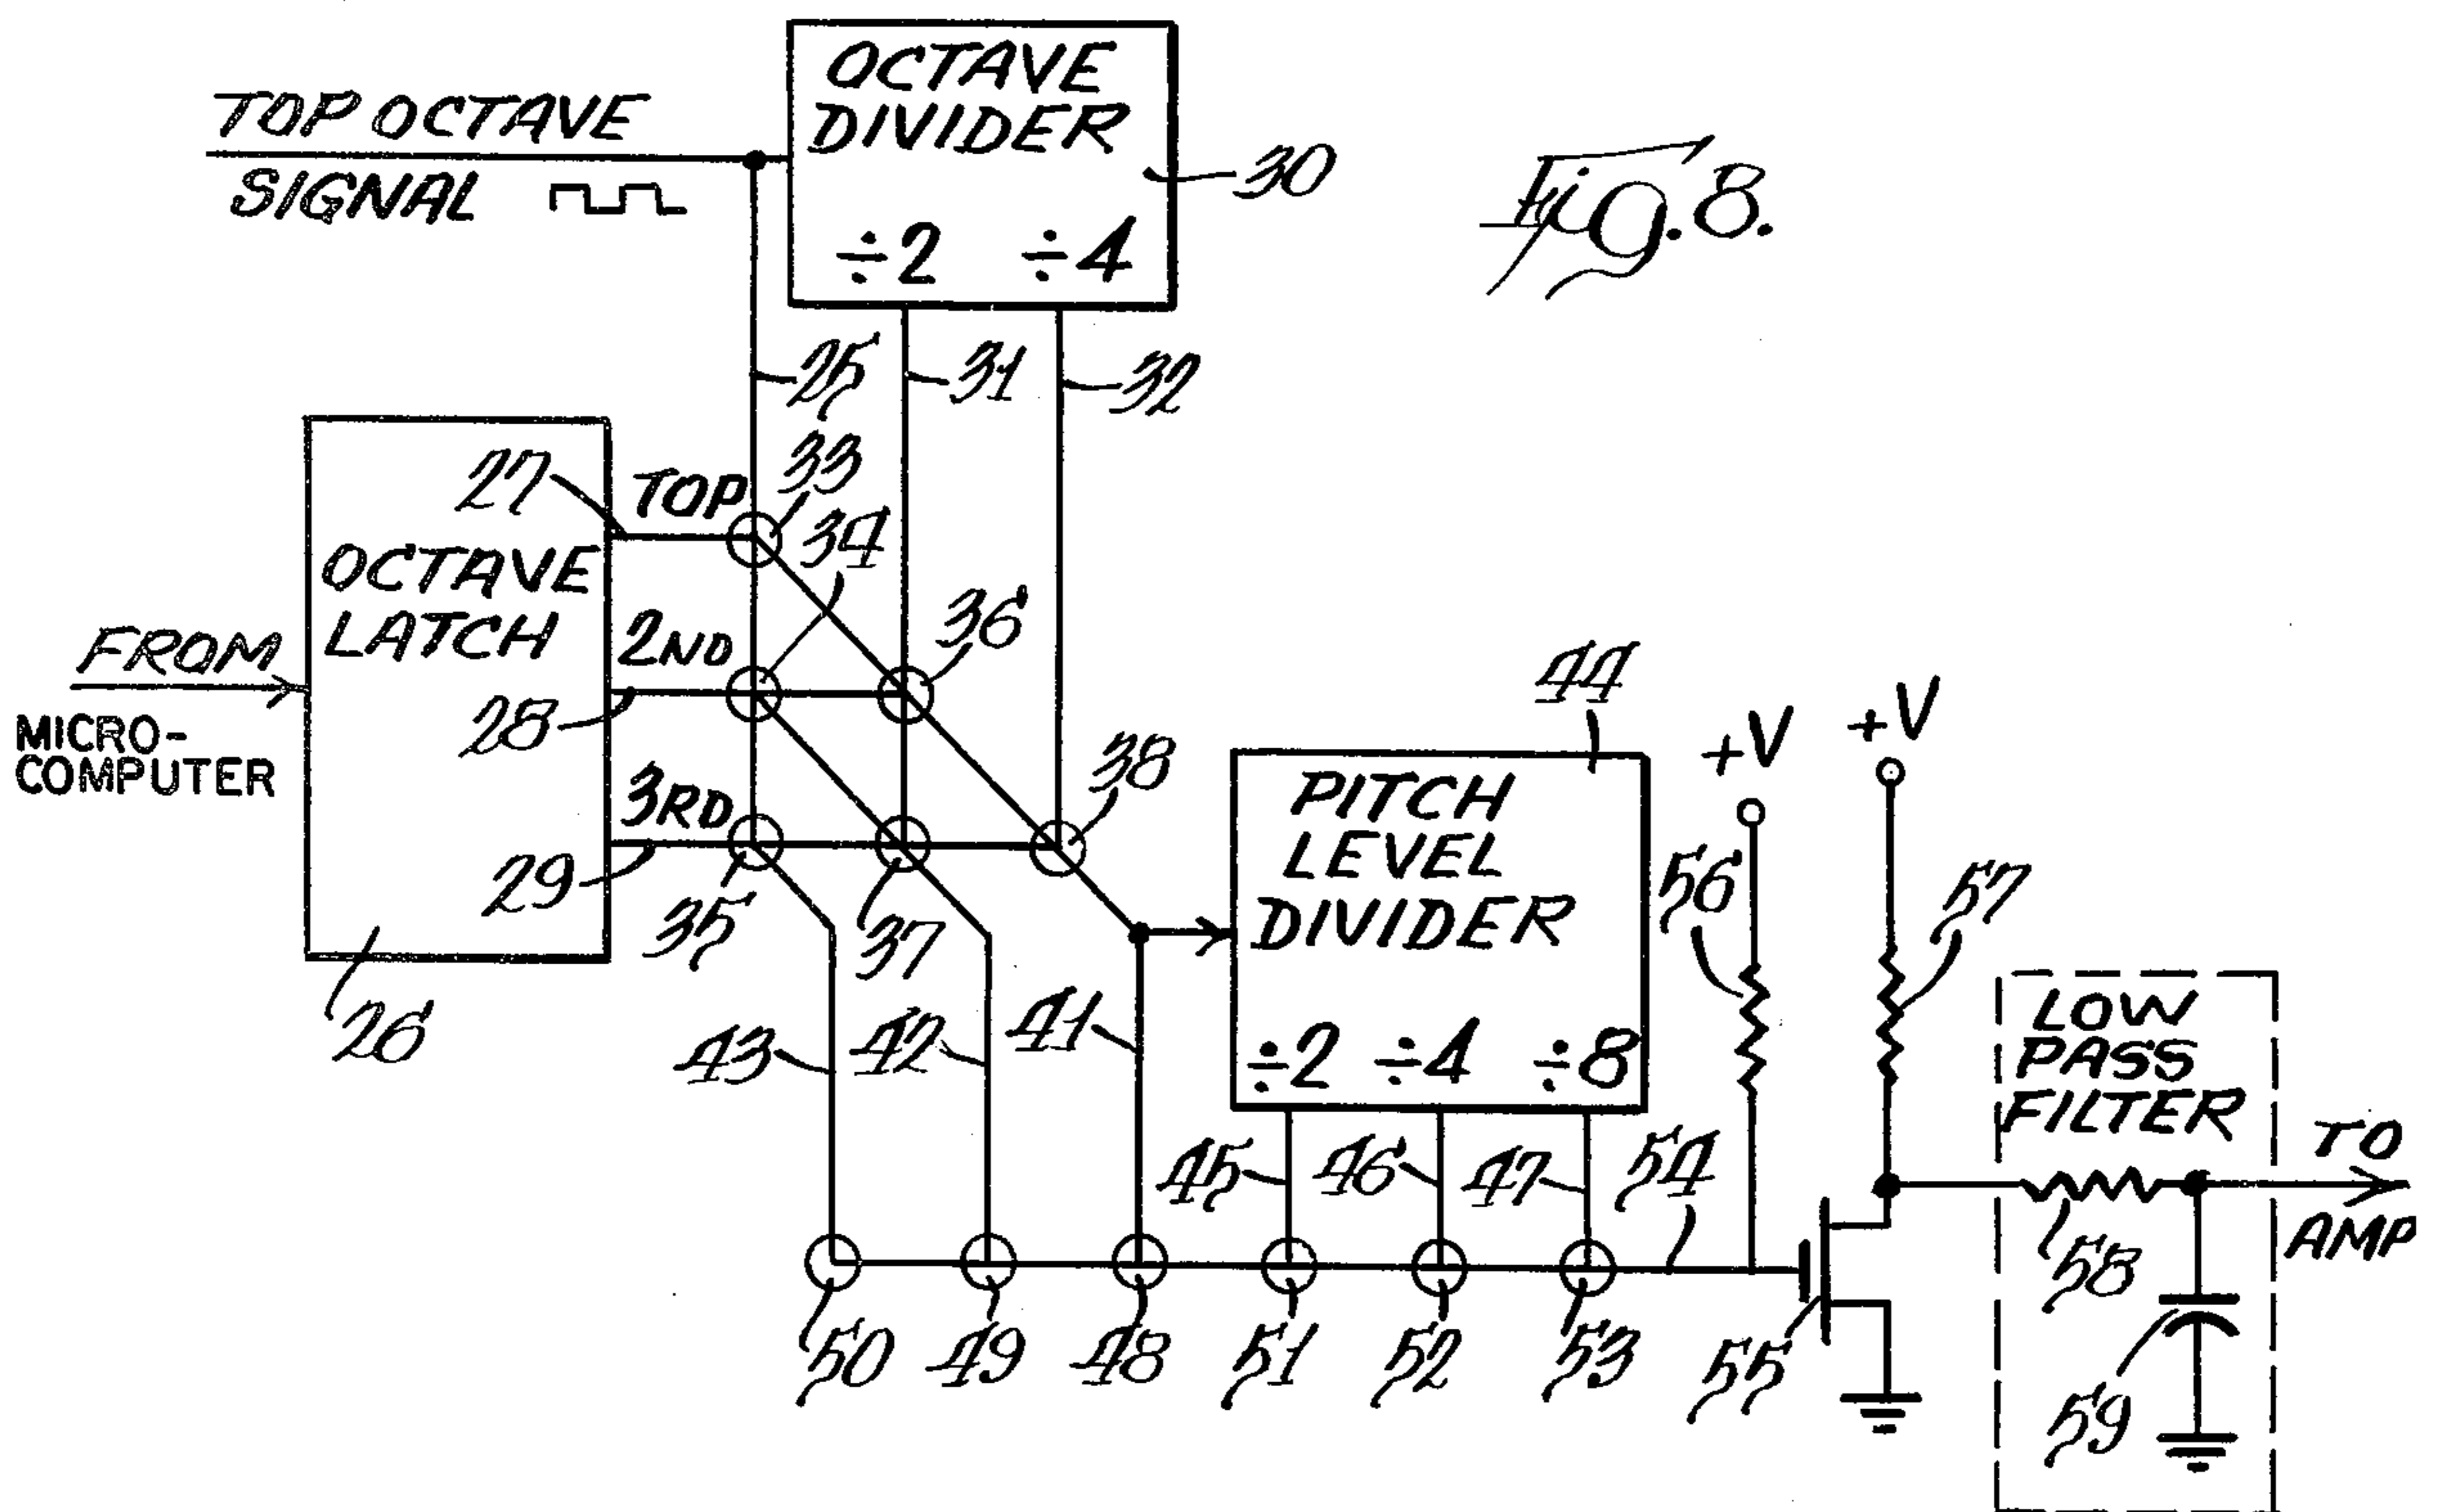 OCTAVE
DIVIDER
÷2 ÷4
30
TOP OCTAVE
SIGNAL
Fig. 8.
25
31
32
27
TOP
33
34
OCTAVE
LATCH
FROM
MICRO-
COMPUTER
2ND
36
28
3RD
38
29
35
37
26
44
PITCH
LEVEL
DIVIDER
÷2 ÷4 ÷8
+V
+V
56
57
43
42
41
45
46
47
54
LOW
PASS
FILTER
TO
AMP
58
59
50
49
48
51
52
53
55